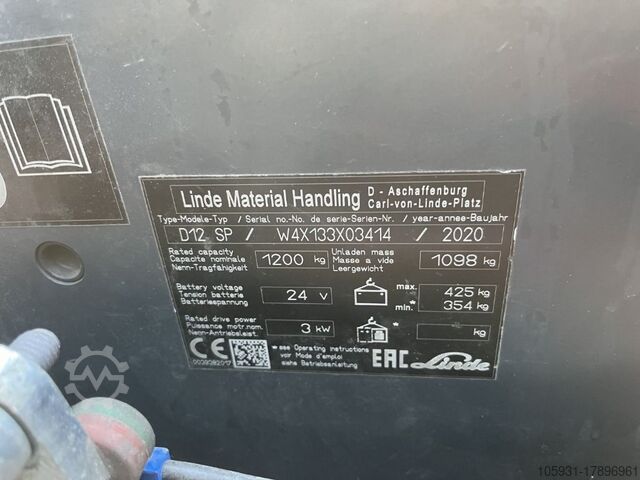 Linde Material Handling D - Aschaffenburg
Carl-von-Linde-Platz
Type-Modele-Typ / Serial no.-No. de serie-Serien-Nr. / year-annee-Baujahr
D12 SP / W4X133X03414 / 2020
Rated capacity
Capacite nominale
Nenn-Tragfähigkeit
1200 kg
Unladen mass
Masse a vide
Leergewicht
1098 kg
Battery voltage
Tension batterie
Batteriespannung
24 v
max. 425 kg
min.* 354 kg
Rated drive power
Puissance motr.nom.
Nenn-Antriebsleist.
3 kW
* kg
CE
0039382017
*see Operating instructions
voir Mode d'emploi
siehe Betriebsanleitung
EAC Linde
105931-17896961